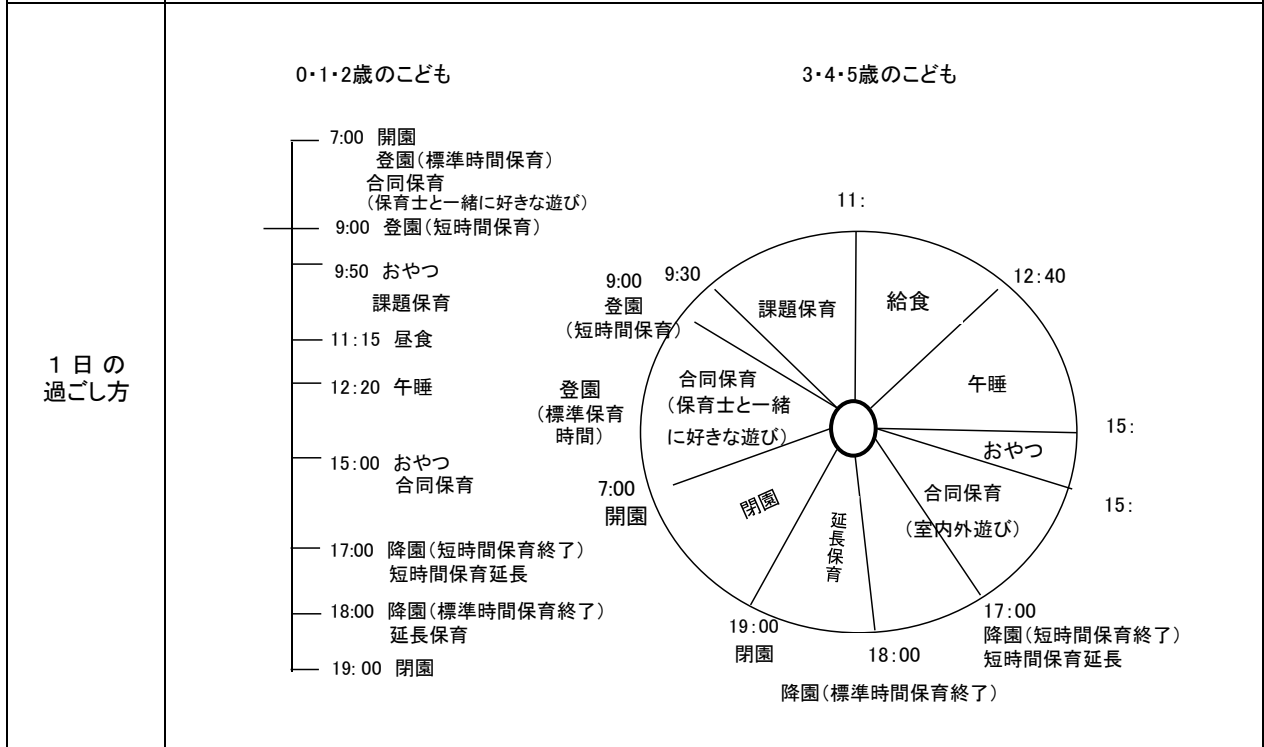 1 日 の
過ごし方
0・1・2歳のこども
7:00 開園
登園(標準時間保育)
合同保育
(保育士と一緒に好きな遊び)
9:00 登園(短時間保育)
9:50 おやつ
課題保育
11:15 昼食
12:20 午睡
15:00 おやつ
合同保育
17:00 降園(短時間保育終了)
短時間保育延長
18:00 降園(標準時間保育終了)
延長保育
19:00 閉園
3・4・5歳のこども
11:
給食
12:40
午睡
15:
おやつ
15:
合同保育
(室内外遊び)
17:00
降園(短時間保育終了)
短時間保育延長
18:00
降園(標準時間保育終了)
延長保育
19:00
閉園
閉園
7:00
開園
登園
(標準保育
時間)
合同保育
(保育士と一緒
に好きな遊び)
9:00
登園
(短時間保育)
9:30
課題保育